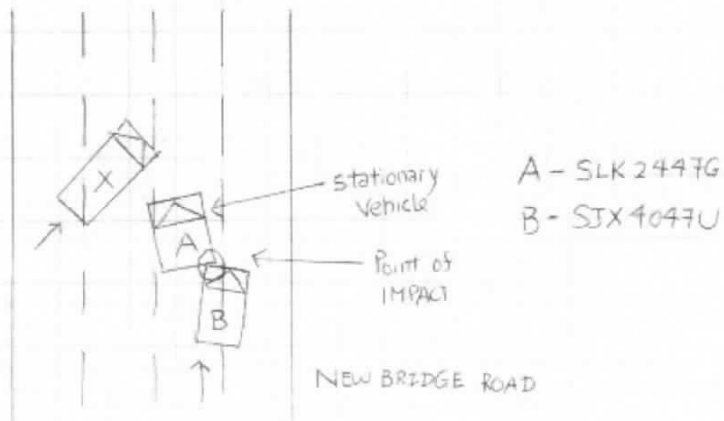 X
stationary
vehicle
A
Point of
IMPACT
B
A - SLK 2447G
B - SJX 4047U
NEW BRIDGE ROAD